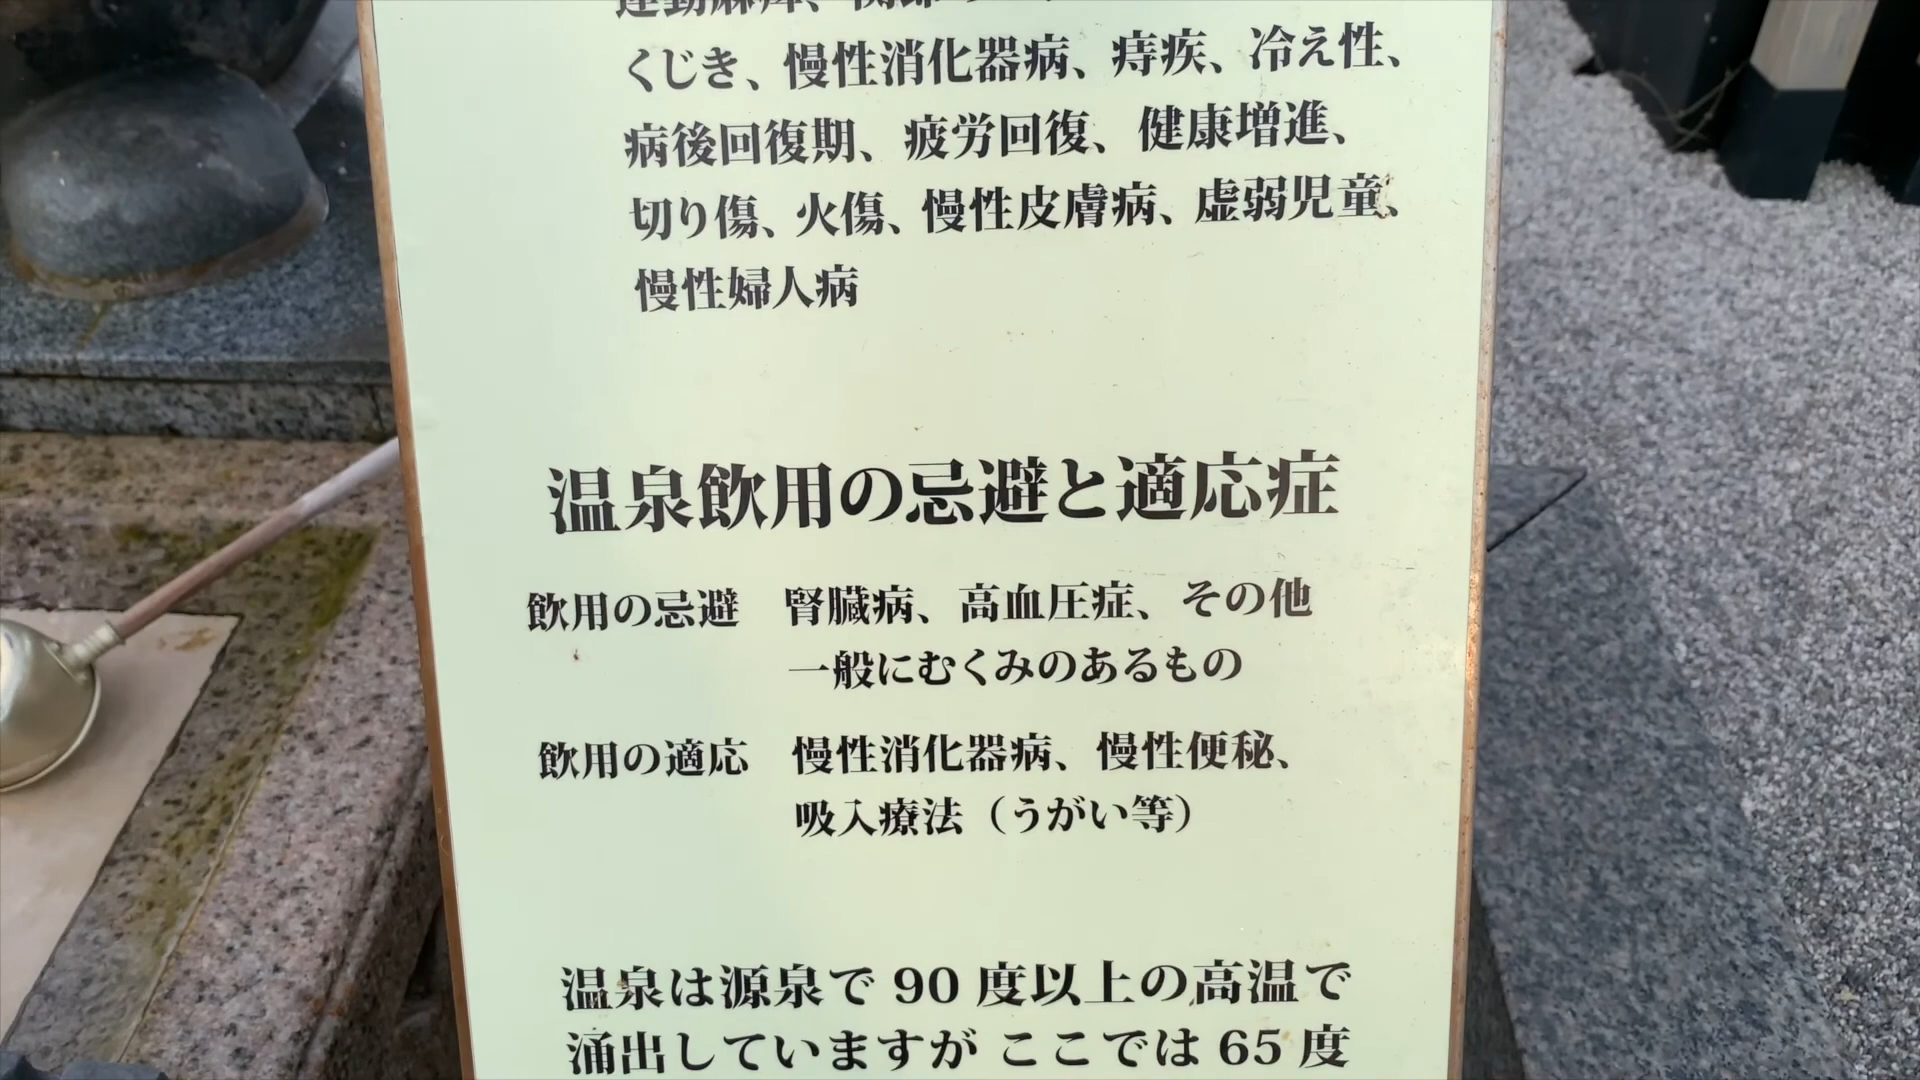 くじき、慢性消化器病、痔疾、冷え性、
病後回復期、疲労回復、健康増進、
切り傷、火傷、慢性皮膚病、虚弱児童、
慢性婦人病
温泉飲用の忌避と適応症
飲用の忌避 腎臓病、高血圧症、その他
一般にむくみのあるもの
飲用の適応 慢性消化器病、慢性便秘、
吸入療法（うがい等）
温泉は源泉で 90 度以上の高温で
涌出していますが ここでは 65 度